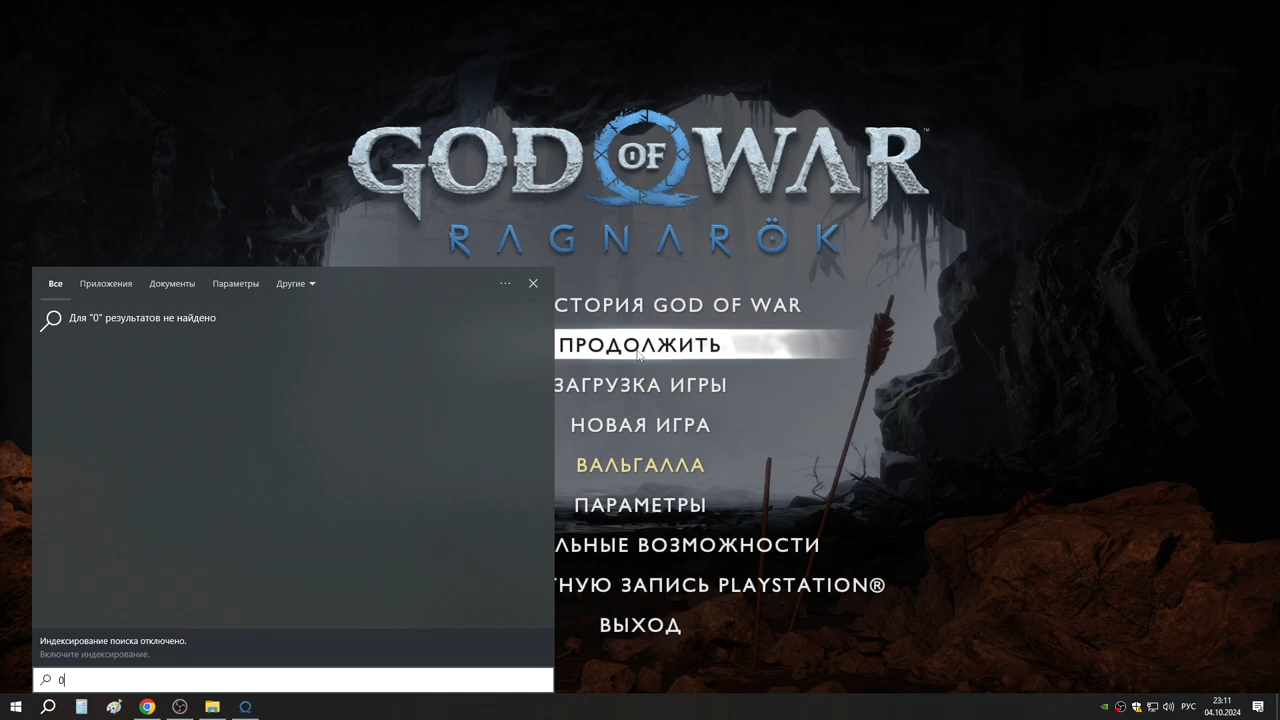 GOD OF WAR™
RAGNARÖK
Все Приложения Документы Параметры Другие ···
Для "0" результатов не найдено
СТОРИЯ GOD OF WAR
ПРОДОЛЖИТЬ
ЗАГРУЗКА ИГРЫ
НОВАЯ ИГРА
ВАЛЬГАЛЛА
ПАРАМЕТРЫ
ЛЬНЫЕ ВОЗМОЖНОСТИ
ТНУЮ ЗАПИСЬ PLAYSTATION®
ВЫХОД
Индексирование поиска отключено.
Включите индексирование.
0
РУС
23:11
04.10.2024